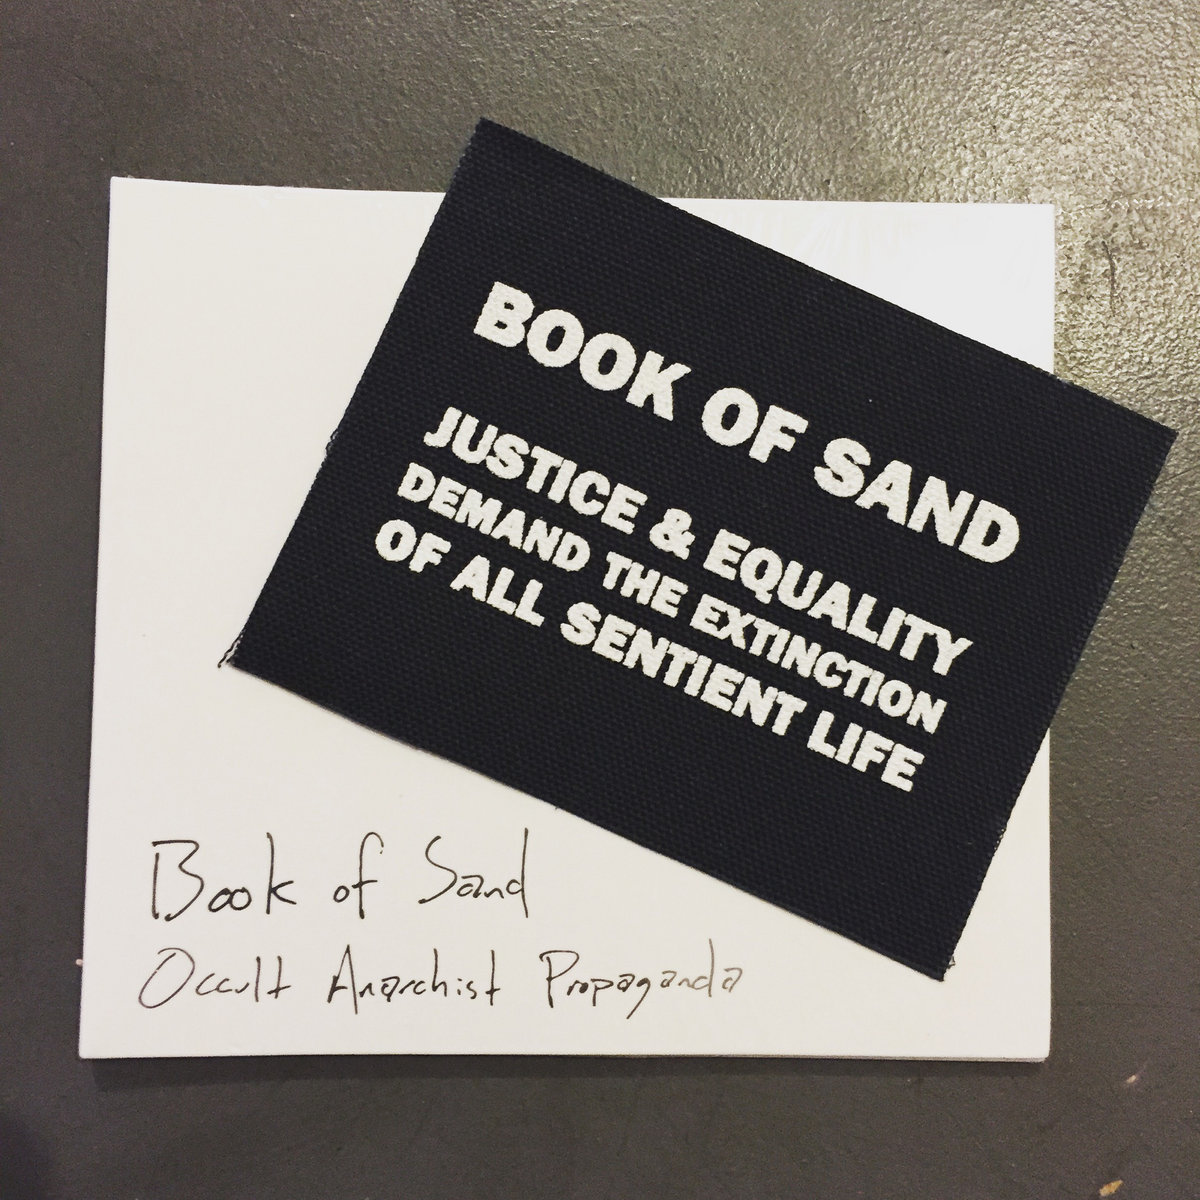 BOOK OF SAND
JUSTICE & EQUALITY
DEMAND THE EXTINCTION
OF ALL SENTIENT LIFE
Book of Sand
Occult Anarchist Propaganda